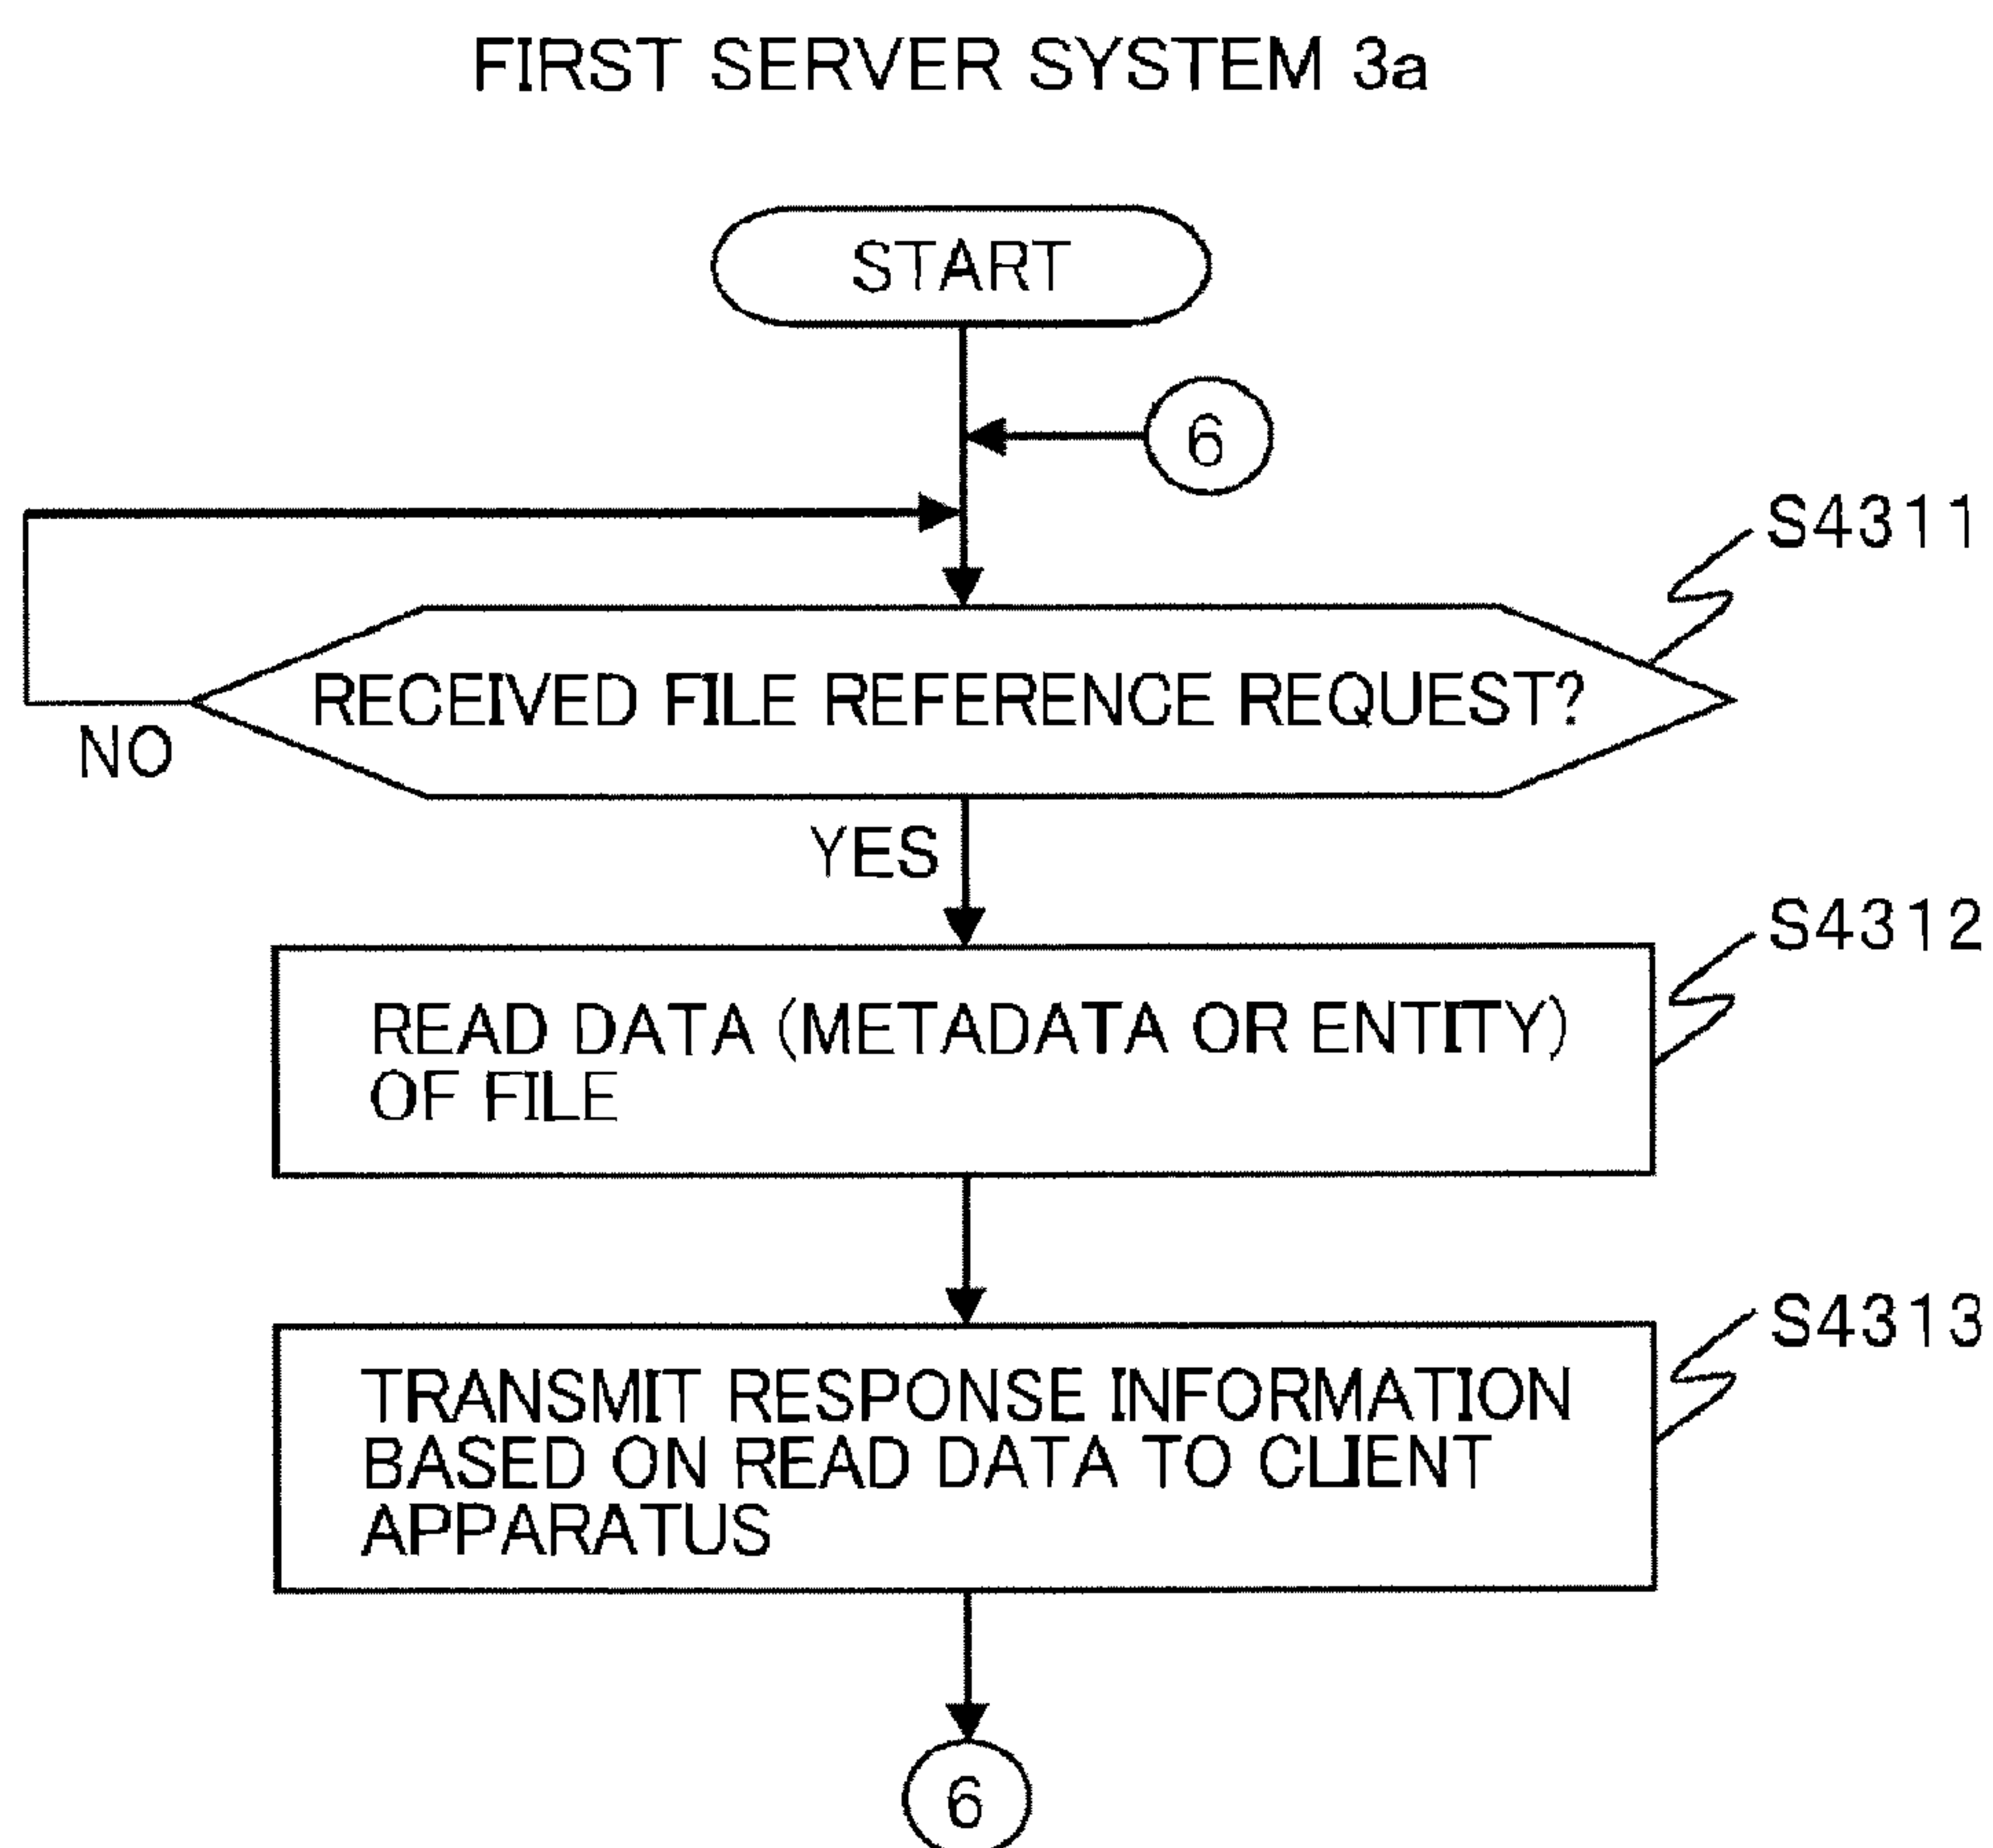 FIRST SERVER SYSTEM 3a
START
6
S4311
RECEIVED FILE REFERENCE REQUEST?
NO
YES
S4312
READ DATA (METADATA OR ENTITY)
OF FILE
S4313
TRANSMIT RESPONSE INFORMATION
BASED ON READ DATA TO CLIENT
APPARATUS
6